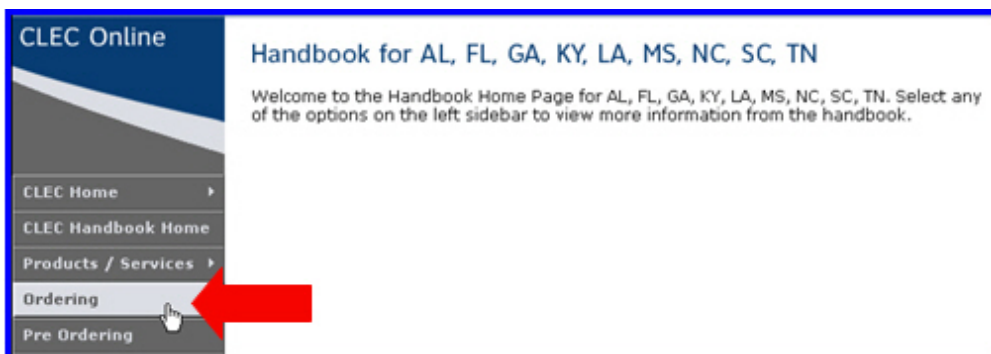 CLEC Online
Handbook for AL, FL, GA, KY, LA, MS, NC, SC, TN
Welcome to the Handbook Home Page for AL, FL, GA, KY, LA, MS, NC, SC, TN. Select any
of the options on the left sidebar to view more information from the handbook.
CLEC Home
CLEC Handbook Home
Products / Services
Ordering
Pre Ordering